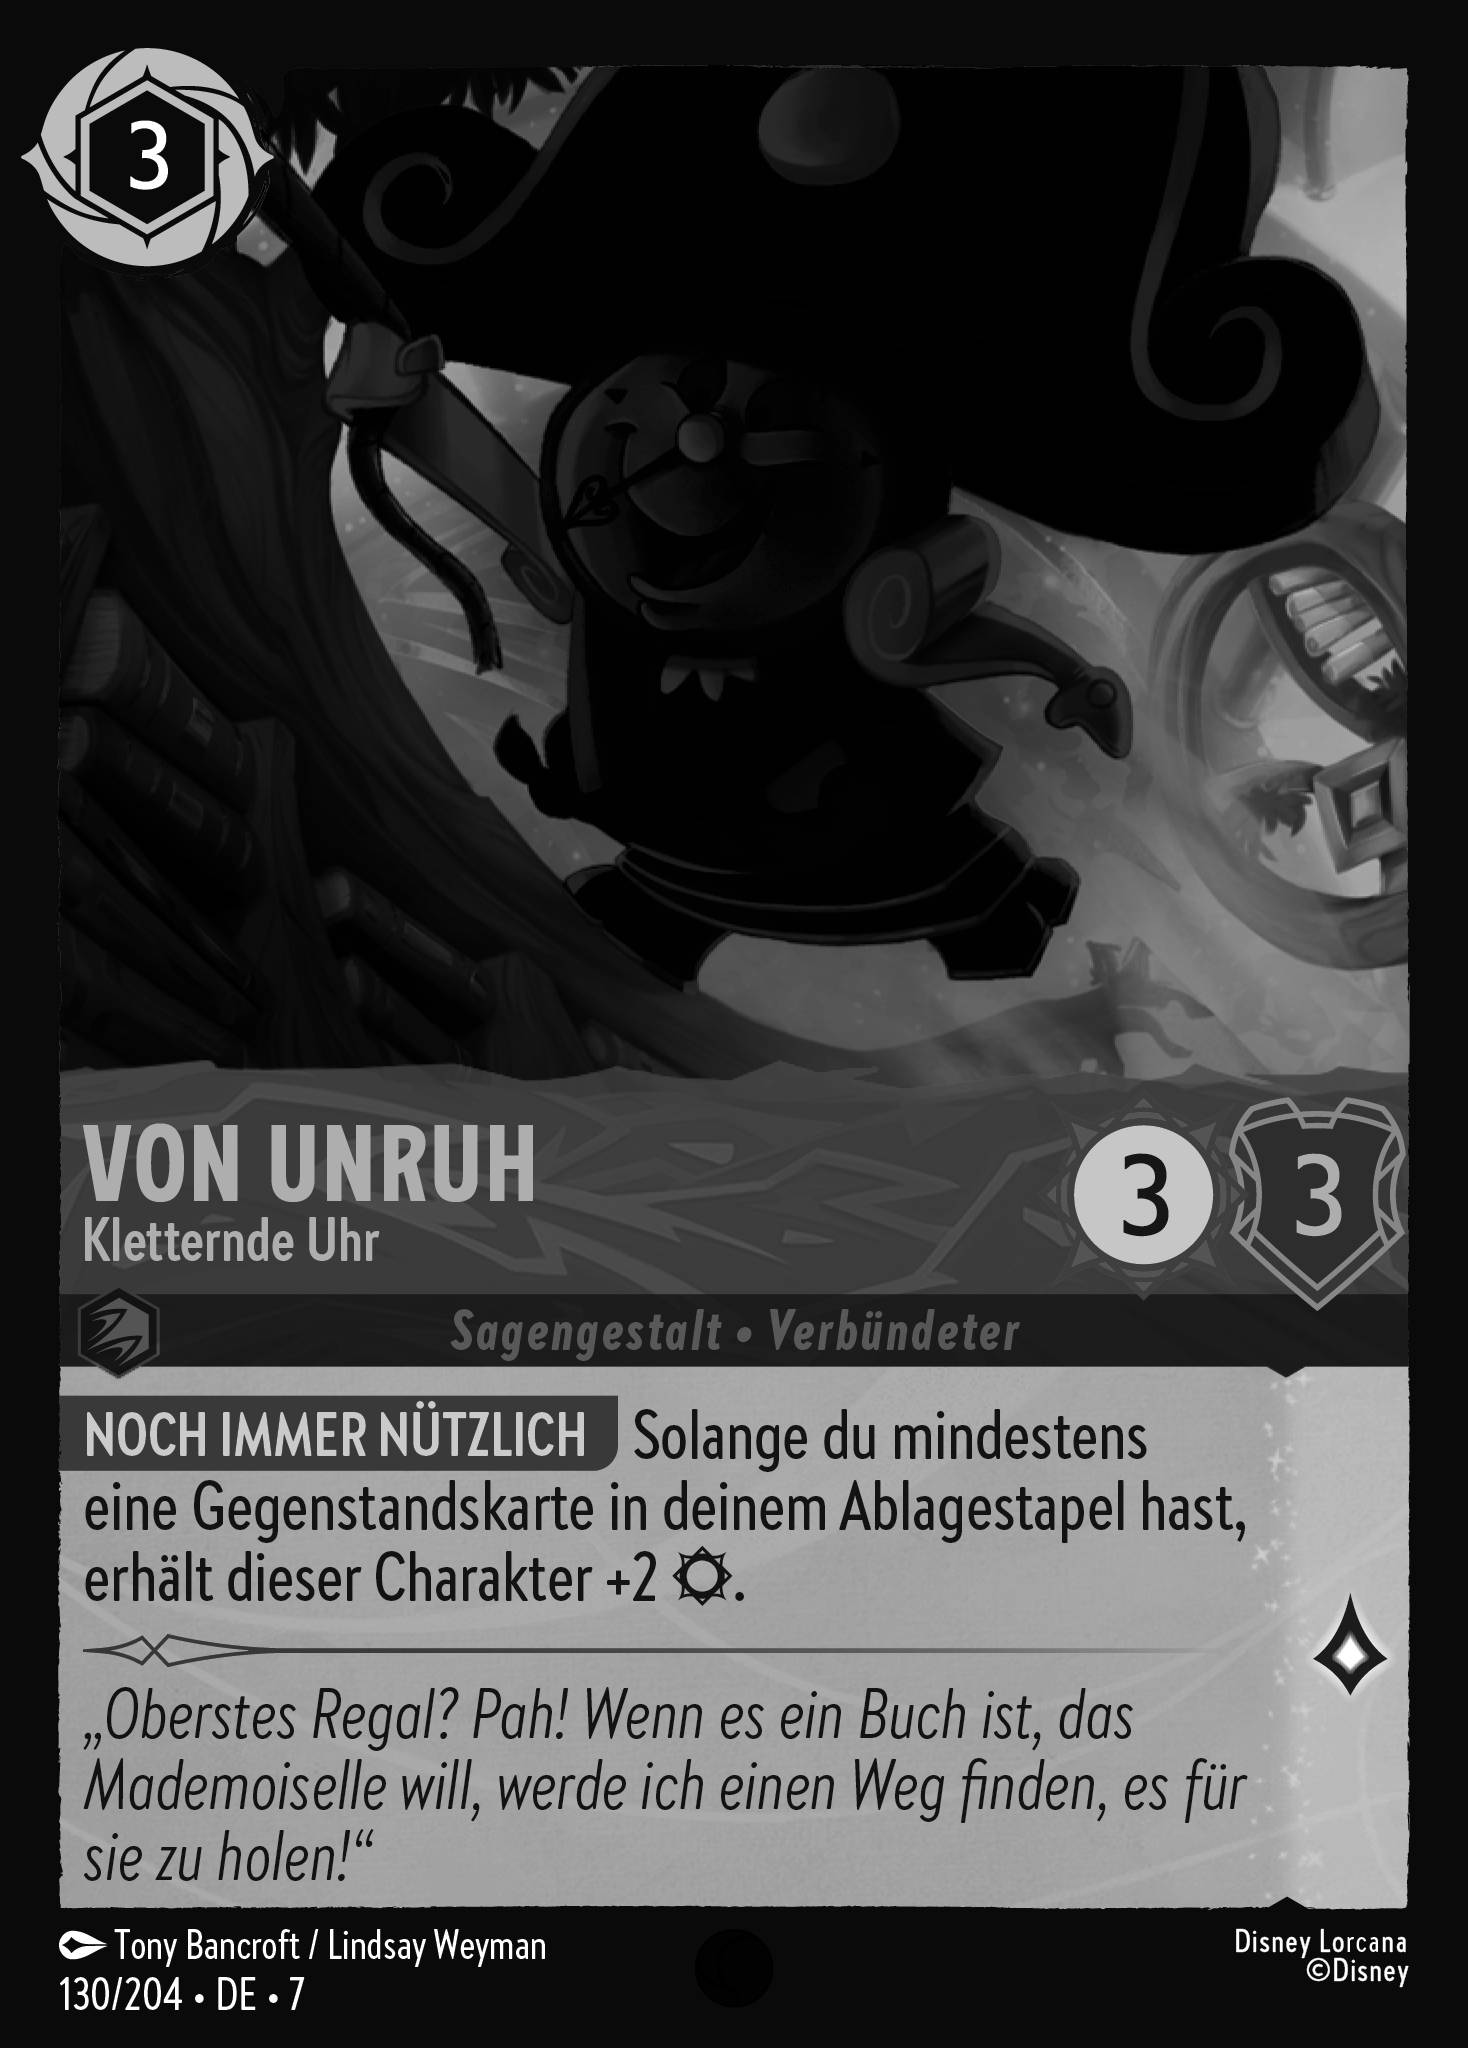 3
VON UNRUH
Kletternde Uhr
3 3
Sagengestalt • Verbündeter
NOCH IMMER NÜTZLICH Solange du mindestens
eine Gegenstandskarte in deinem Ablagestapel hast,
erhält dieser Charakter +2 .
„Oberstes Regal? Pah! Wenn es ein Buch ist, das
Mademoiselle will, werde ich einen Weg finden, es für
sie zu holen!“
Tony Bancroft / Lindsay Weyman
130/204 • DE • 7
Disney Lorcana
©Disney